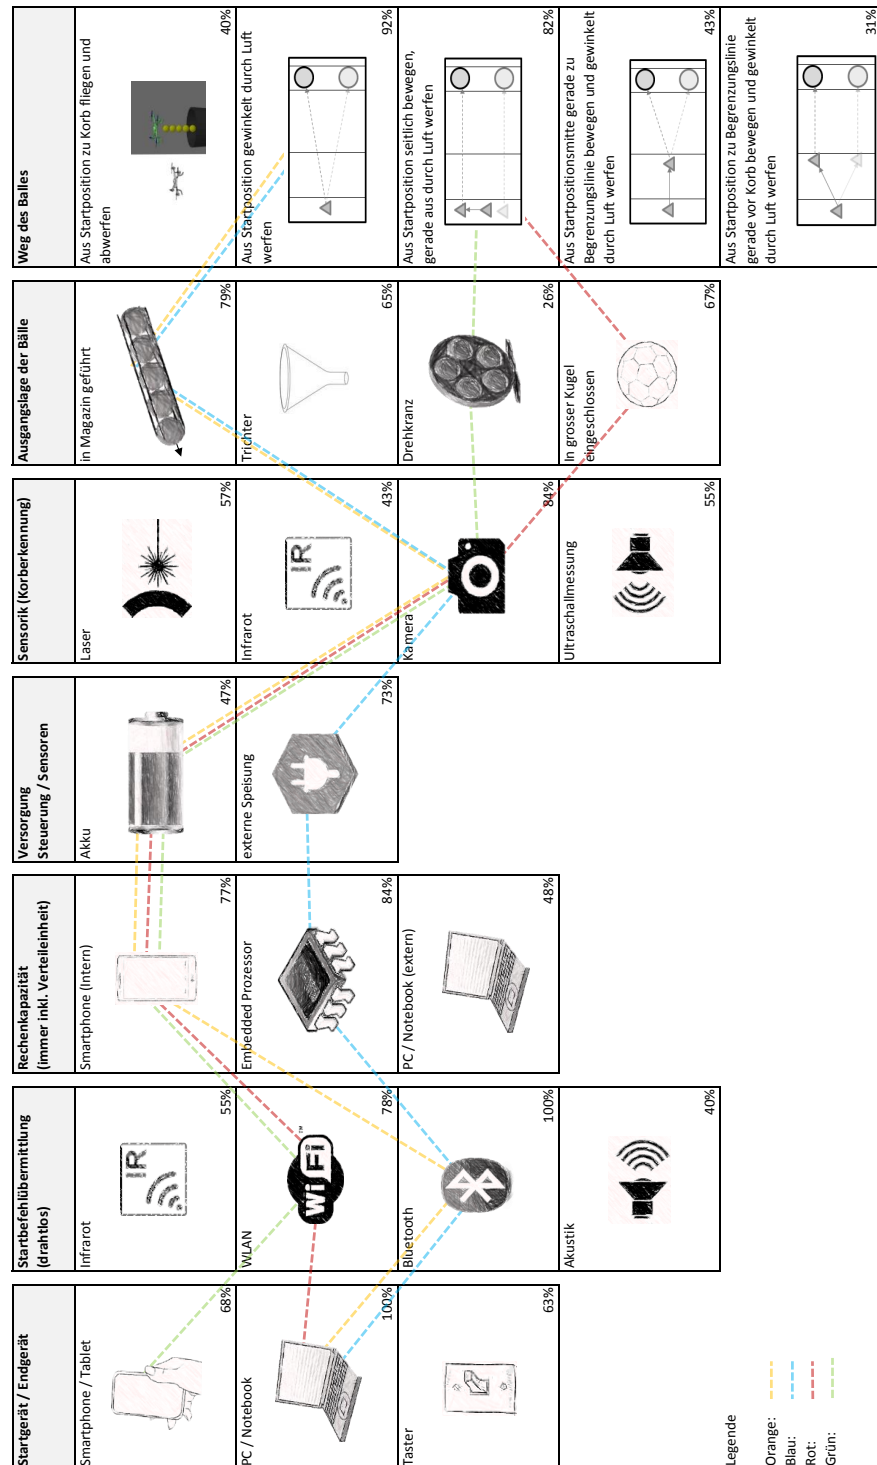 Startgerät / Endgerät
Smartphone / Tablet
68%
PC / Notebook
100%
Taster
63%
Startbefehlübermittlung
(drahtlos)
Infrarot
IR
55%
WLAN
WiFi
TM
78%
Bluetooth
100%
Akustik
40%
Rechenkapazität
(immer inkl. Verteileinheit)
Smartphone (Intern)
77%
Embedded Prozessor
84%
PC / Notebook (extern)
48%
Versorgung
Steuerung / Sensoren
Akku
47%
externe Speisung
73%
Sensorik (Korberkennung)
Laser
57%
Infrarot
IR
43%
Kamera
84%
Ultraschallmessung
55%
Ausgangslage der Bälle
in Magazin geführt
79%
Trichter
65%
Drehkranz
26%
In grosser Kugel
eingeschlossen
67%
Weg des Balles
Aus Startposition zu Korb fliegen und
abwerfen
40%
Aus Startposition gewinkelt durch Luft
werfen
92%
Aus Startposition seitlich bewegen,
gerade aus durch Luft werfen
82%
Aus Startpositionsmitte gerade zu
Begrenzungslinie bewegen und gewinkelt
durch Luft werfen
43%
Aus Startposition zu Begrenzungslinie
gerade vor Korb bewegen und gewinkelt
durch Luft werfen
31%
Legende
Orange:
Blau:
Rot:
Grün: